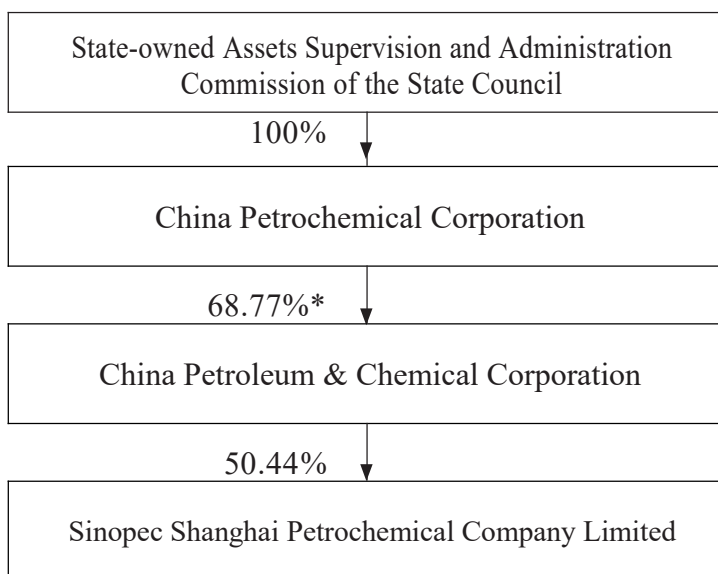 State-owned Assets Supervision and Administration
Commission of the State Council
100%
China Petrochemical Corporation
68.77%*
China Petroleum & Chemical Corporation
50.44%
Sinopec Shanghai Petrochemical Company Limited